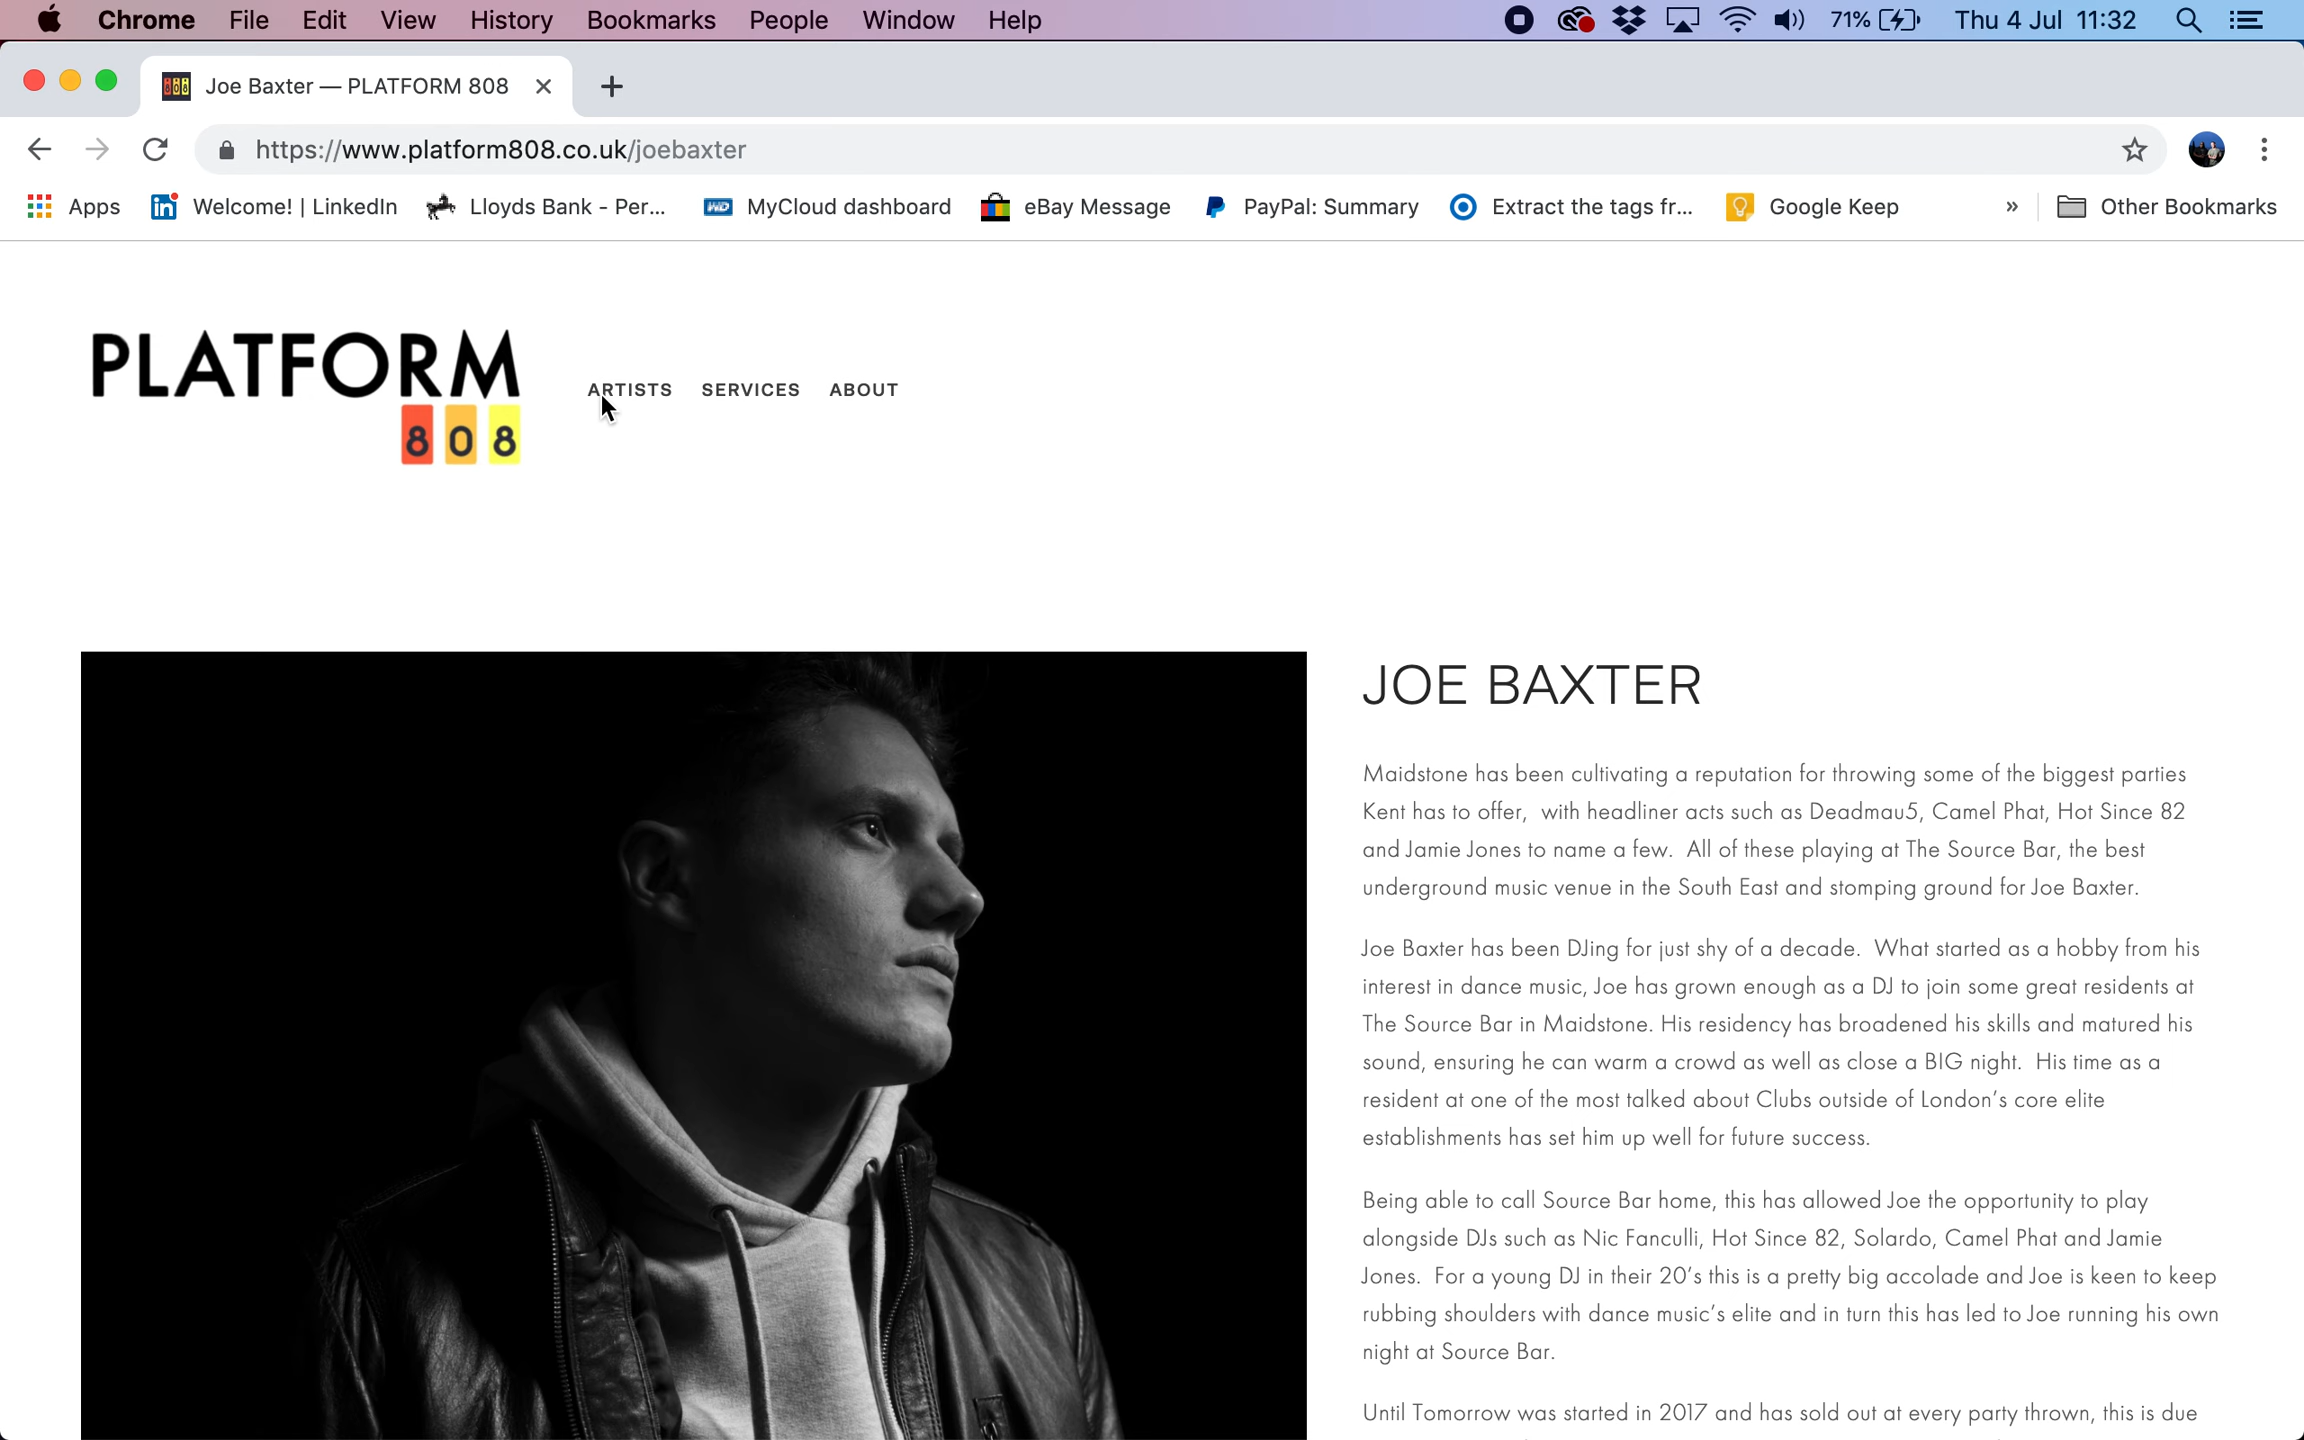 Chrome File Edit View History Bookmarks People Window Help 71% Thu 4 Jul 11:32
Joe Baxter — PLATFORM 808
https://www.platform808.co.uk/joebaxter
Apps Welcome! | LinkedIn Lloyds Bank - Per... MyCloud dashboard eBay Message PayPal: Summary Extract the tags fr... Google Keep » Other Bookmarks
PLATFORM
808
ARTISTS SERVICES ABOUT
JOE BAXTER
Maidstone has been cultivating a reputation for throwing some of the biggest parties
Kent has to offer, with headliner acts such as Deadmau5, Camel Phat, Hot Since 82
and Jamie Jones to name a few. All of these playing at The Source Bar, the best
underground music venue in the South East and stomping ground for Joe Baxter.
Joe Baxter has been DJing for just shy of a decade. What started as a hobby from his
interest in dance music, Joe has grown enough as a DJ to join some great residents at
The Source Bar in Maidstone. His residency has broadened his skills and matured his
sound, ensuring he can warm a crowd as well as close a BIG night. His time as a
resident at one of the most talked about Clubs outside of London's core elite
establishments has set him up well for future success.
Being able to call Source Bar home, this has allowed Joe the opportunity to play
alongside DJs such as Nic Fanculli, Hot Since 82, Solardo, Camel Phat and Jamie
Jones. For a young DJ in their 20's this is a pretty big accolade and Joe is keen to keep
rubbing shoulders with dance music's elite and in turn this has led to Joe running his own
night at Source Bar.
Until Tomorrow was started in 2017 and has sold out at every party thrown, this is due